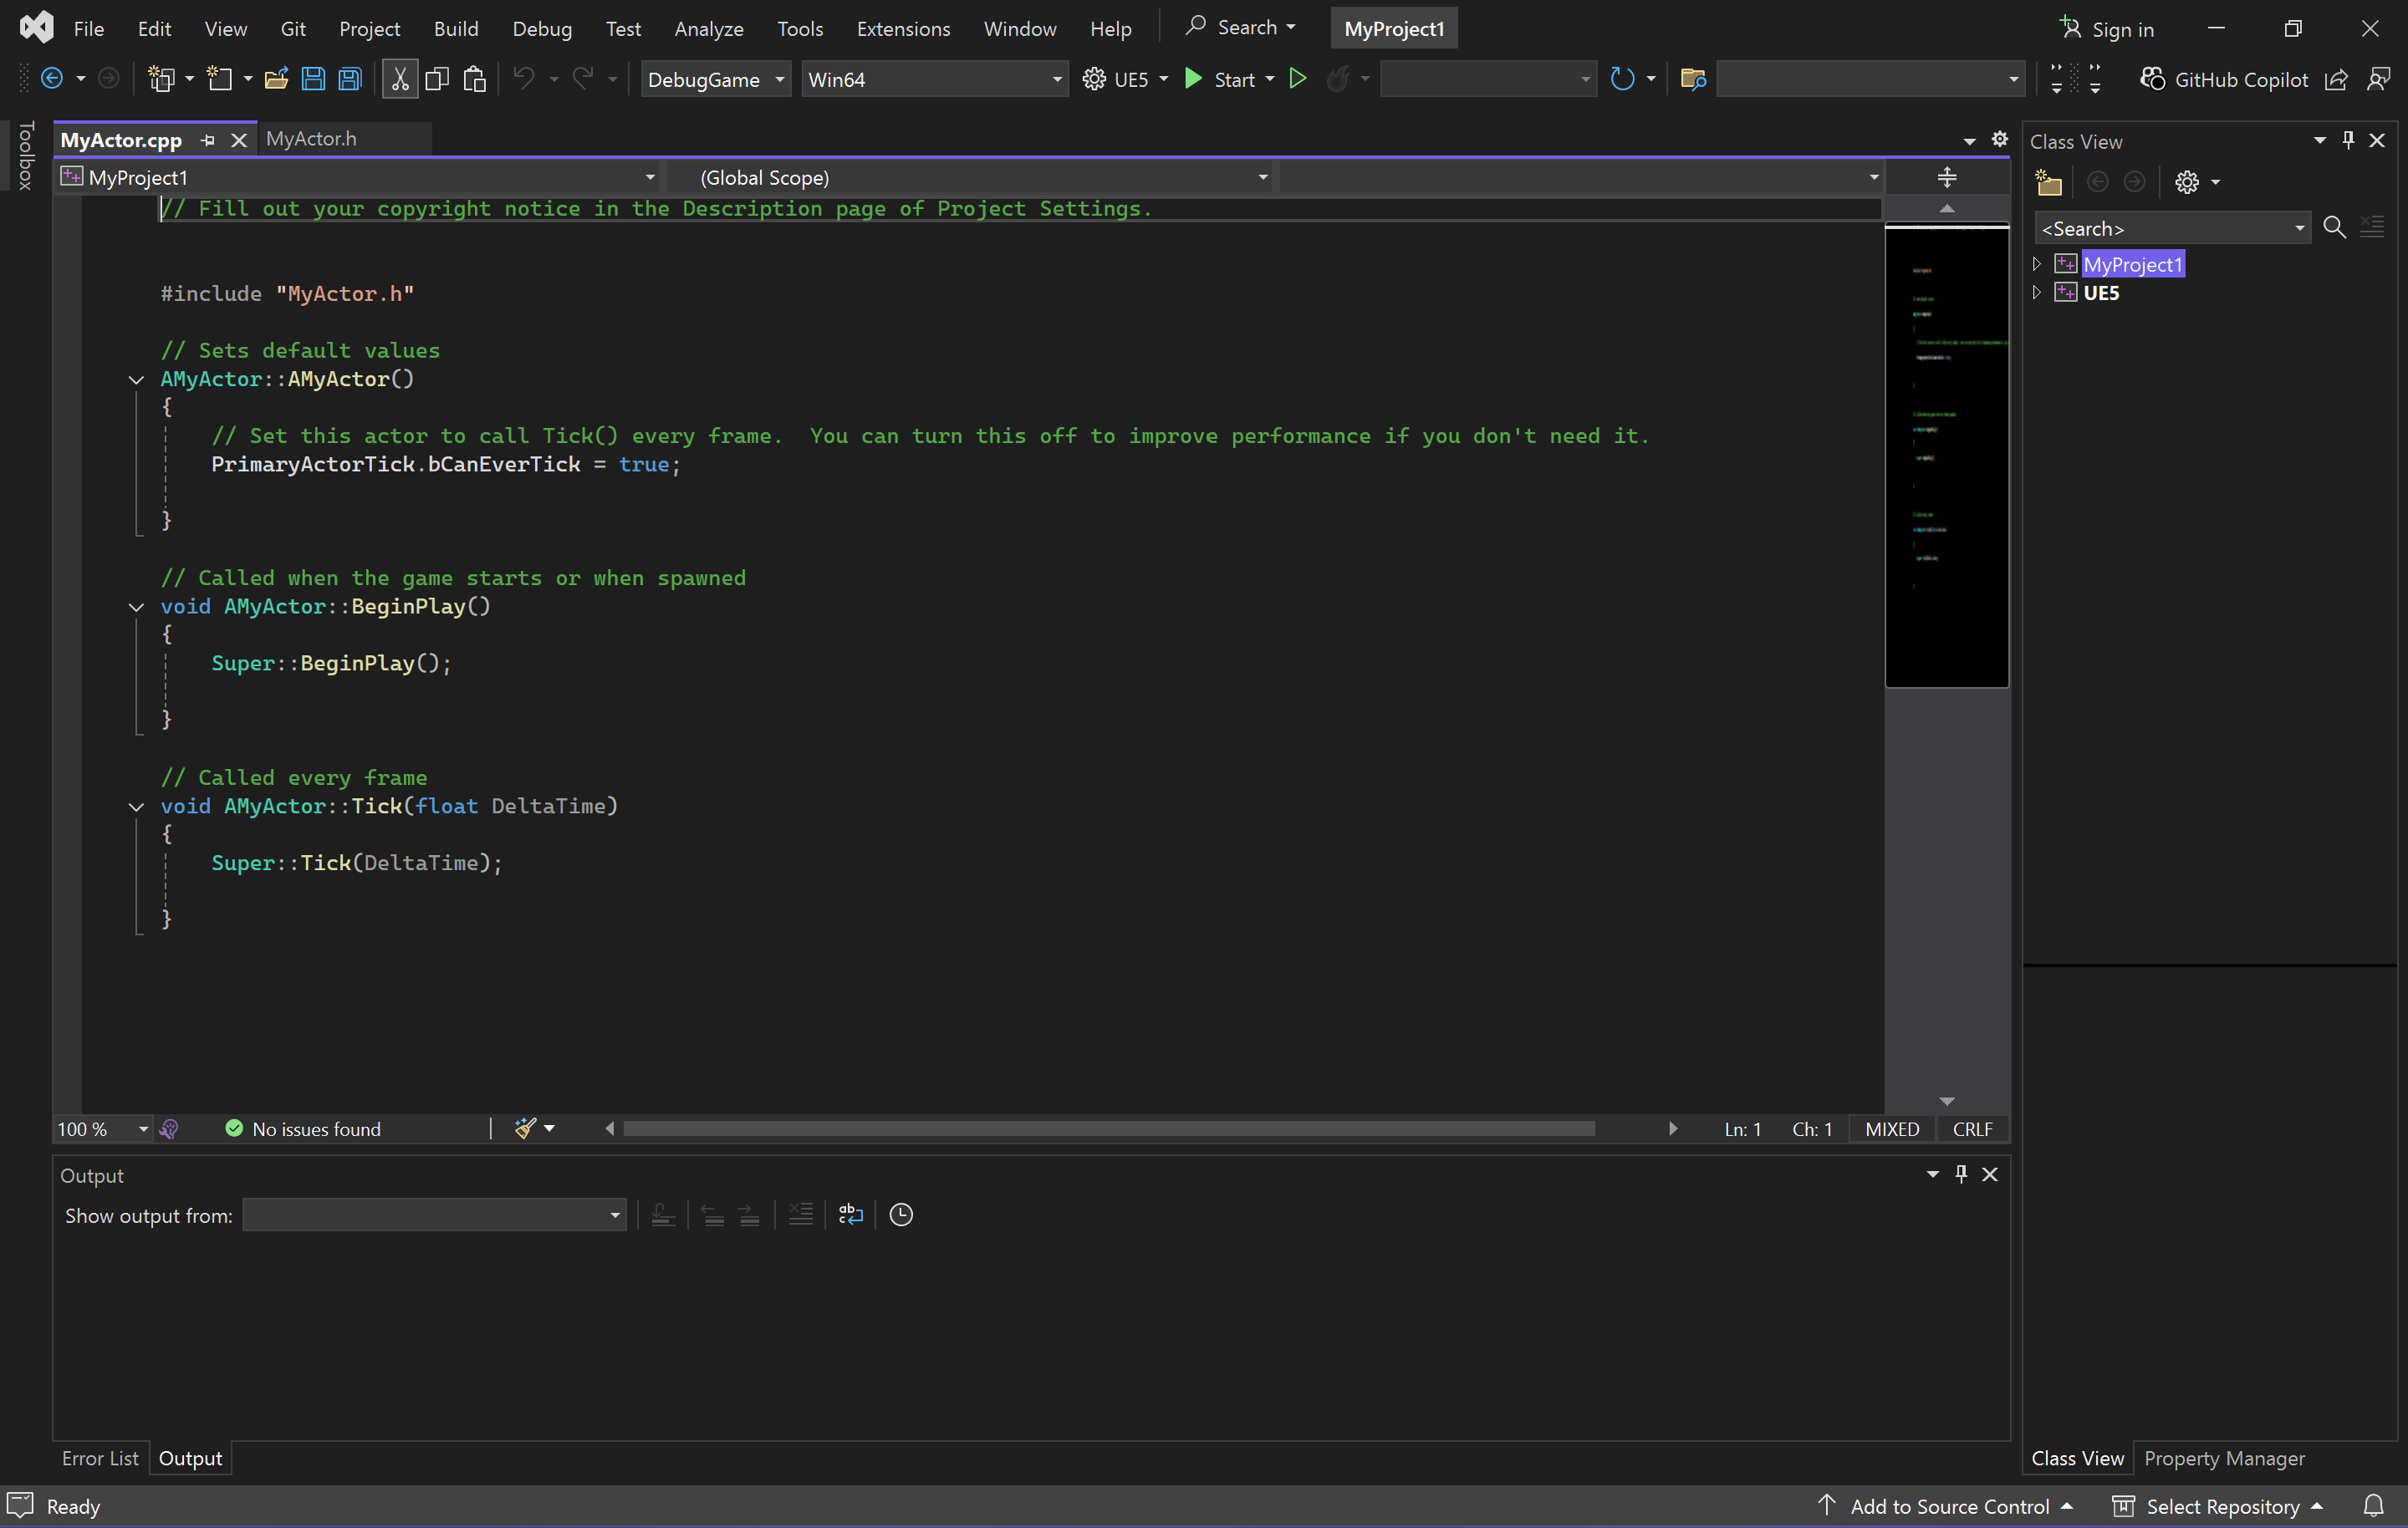 File Edit View Git Project Build Debug Test Analyze Tools Extensions Window Help Search MyProject1 Sign in
DebugGame Win64 UE5 Start GitHub Copilot
Toolbox
MyActor.cpp MyActor.h
MyProject1 (Global Scope)
// Fill out your copyright notice in the Description page of Project Settings.
#include "MyActor.h"
// Sets default values
AMyActor::AMyActor()
{
// Set this actor to call Tick() every frame.  You can turn this off to improve performance if you don't need it.
PrimaryActorTick.bCanEverTick = true;
}
// Called when the game starts or when spawned
void AMyActor::BeginPlay()
{
Super::BeginPlay();
}
// Called every frame
void AMyActor::Tick(float DeltaTime)
{
Super::Tick(DeltaTime);
}
100 % No issues found Ln: 1 Ch: 1 MIXED CRLF
Output
Show output from:
Error List Output
Class View
<Search>
MyProject1
UE5
Class View Property Manager
Ready Add to Source Control Select Repository